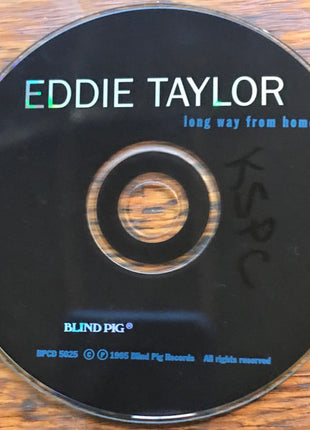 EDDIE TAYLOR
long way from home
KSPC
BLIND PIG®
BPCD 5025 © ℗ 1995 Blind Pig Records All rights reserved